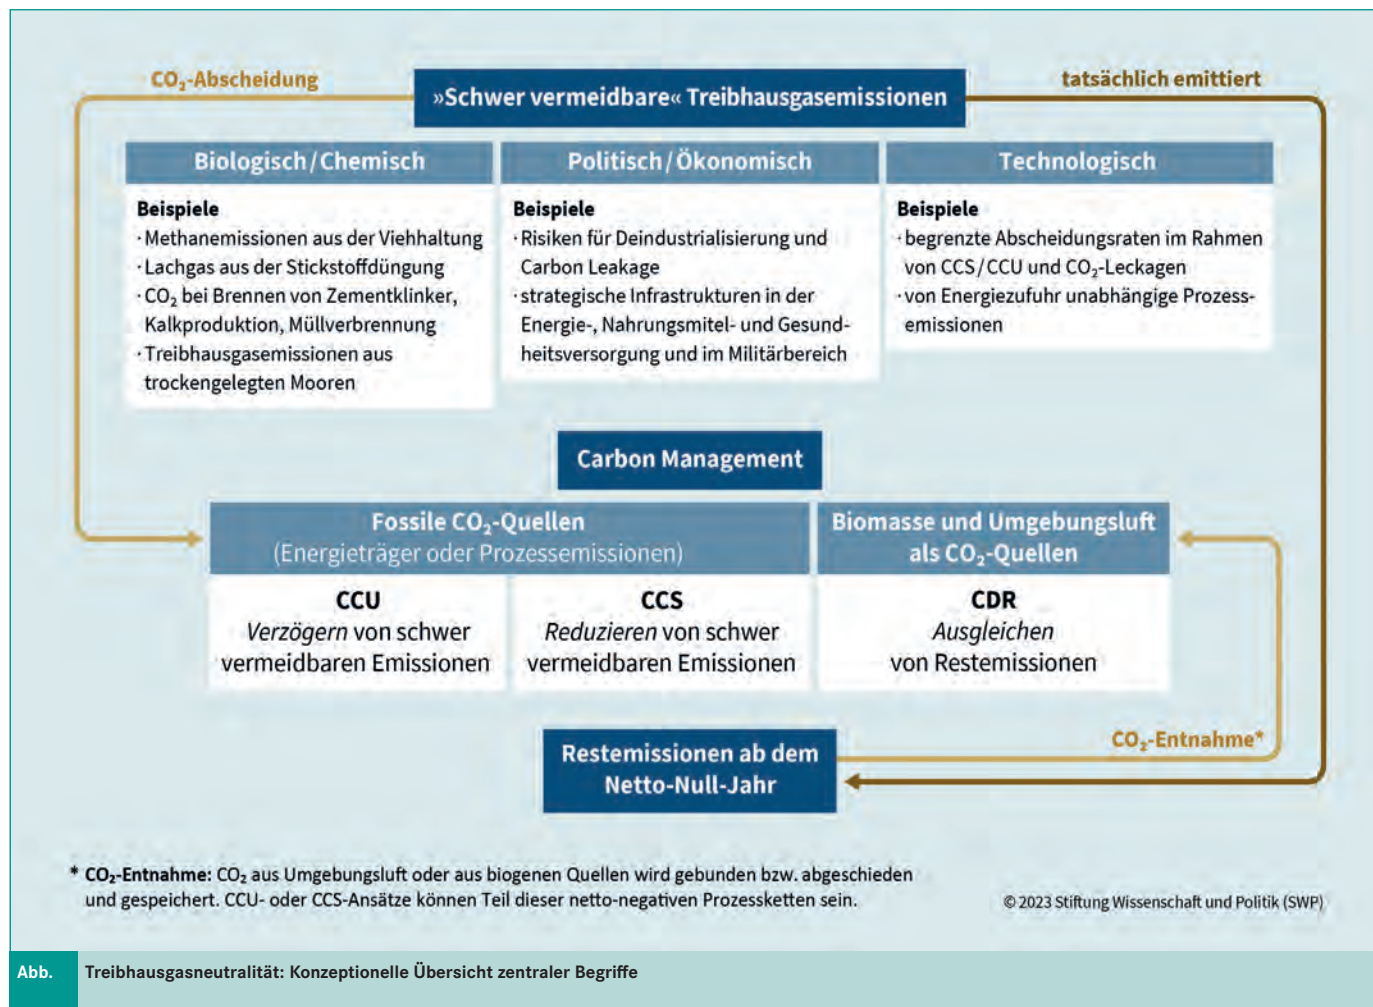 CO₂-Abscheidung
»Schwer vermeidbare« Treibhausgasemissionen
tatsächlich emittiert
Biologisch/Chemisch
Beispiele
· Methanemissionen aus der Viehhaltung
· Lachgas aus der Stickstoffdüngung
· CO₂ bei Brennen von Zementklinker,
Kalkproduktion, Müllverbrennung
· Treibhausgasemissionen aus
trockengelegten Mooren
Politisch/Ökonomisch
Beispiele
· Risiken für Deindustrialisierung und
Carbon Leakage
· strategische Infrastrukturen in der
Energie-, Nahrungsmitel- und Gesund-
heitsversorgung und im Militärbereich
Technologisch
Beispiele
· begrenzte Abscheidungsraten im Rahmen
von CCS/CCU und CO₂-Leckagen
· von Energiezufuhr unabhängige Prozess-
emissionen
Carbon Management
Fossile CO₂-Quellen
(Energieträger oder Prozessemissionen)
Biomasse und Umgebungsluft
als CO₂-Quellen
CCU
Verzögern von schwer
vermeidbaren Emissionen
CCS
Reduzieren von schwer
vermeidbaren Emissionen
CDR
Ausgleichen
von Restemissionen
Restemissionen ab dem
Netto-Null-Jahr
CO₂-Entnahme*
* CO₂-Entnahme: CO₂ aus Umgebungsluft oder aus biogenen Quellen wird gebunden bzw. abgeschieden
und gespeichert. CCU- oder CCS-Ansätze können Teil dieser netto-negativen Prozessketten sein.
© 2023 Stiftung Wissenschaft und Politik (SWP)
Abb. Treibhausgasneutralität: Konzeptionelle Übersicht zentraler Begriffe